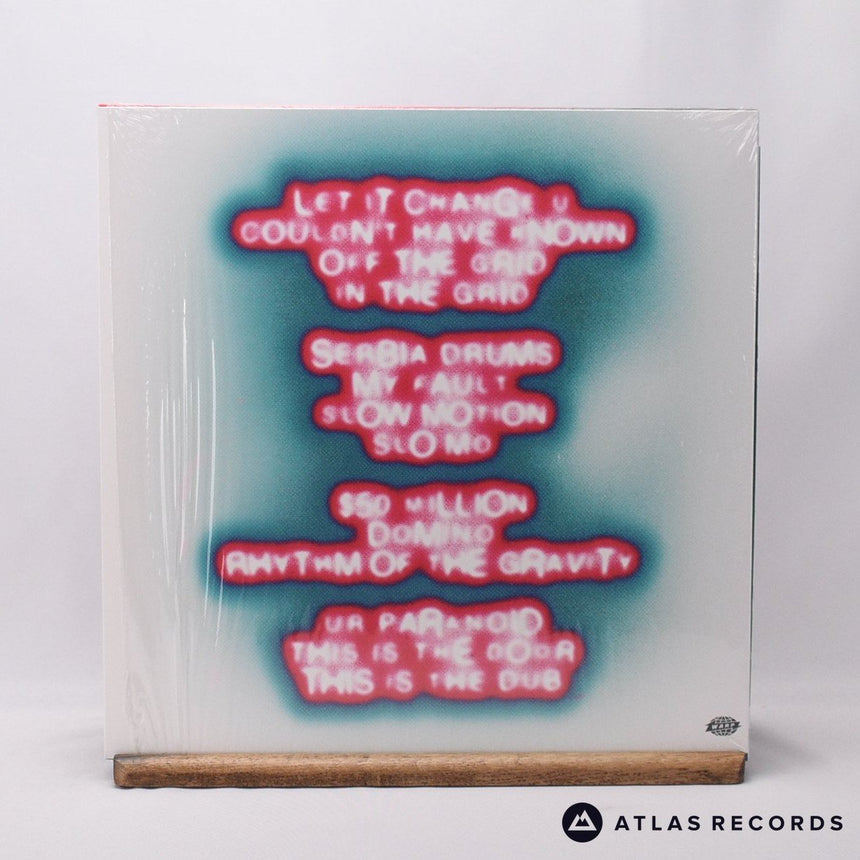 LET IT CHANGE U
COULDN'T HAVE KNOWN
OFF THE GRID
IN THE GRID
SERBIA DRUMS
MY FAULT
SLOW MOTION
SLO MO
$50 MILLION
DOMINO
RHYTHM OF THE GRAVITY
UR PARANOID
THIS IS THE DOOR
THIS IS THE DUB
ATLAS RECORDS